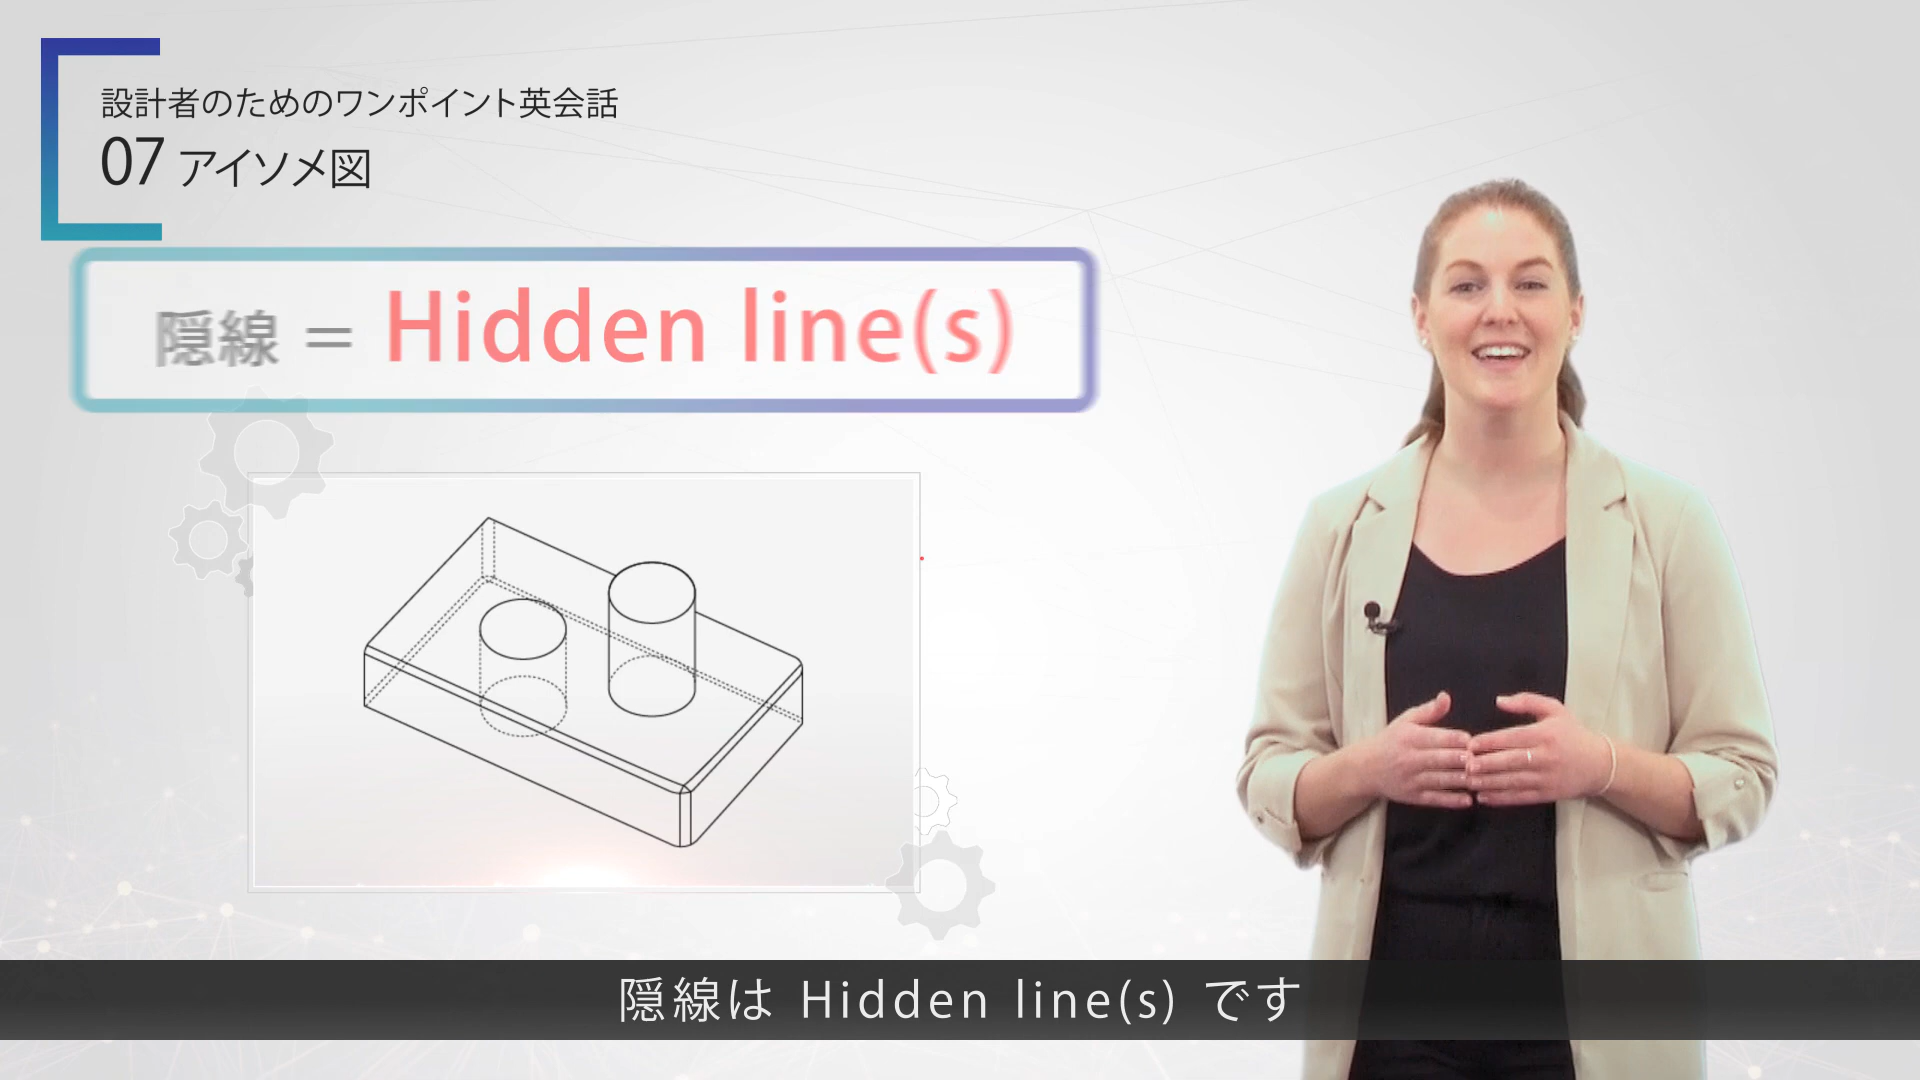 設計者のためのワンポイント英会話
07 アイソメ図
隠線 = Hidden line(s)
隠線は Hidden line(s) です